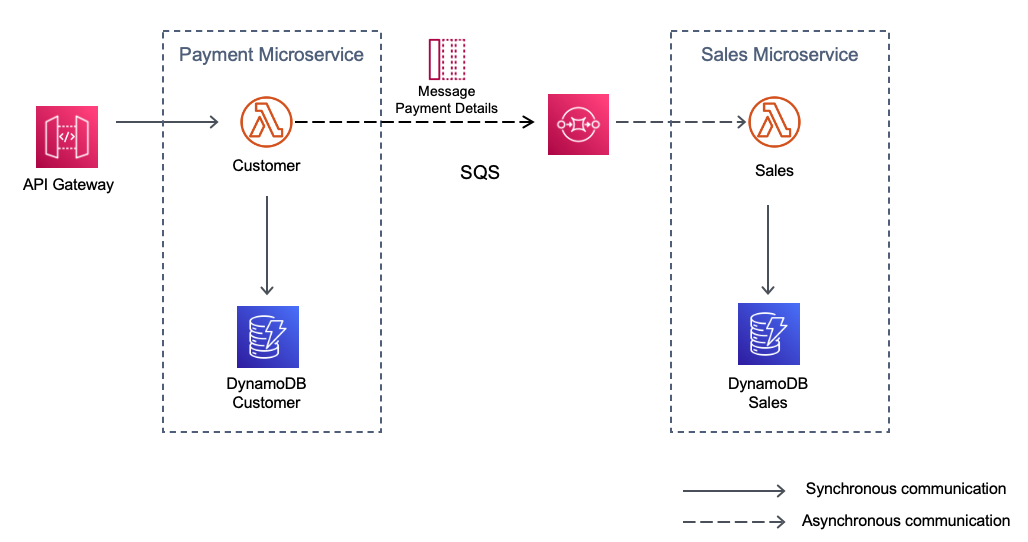 Payment Microservice
Sales Microservice
Message
Payment Details
</>
API Gateway
Customer
SQS
Sales
DynamoDB
Customer
DynamoDB
Sales
Synchronous communication
Asynchronous communication